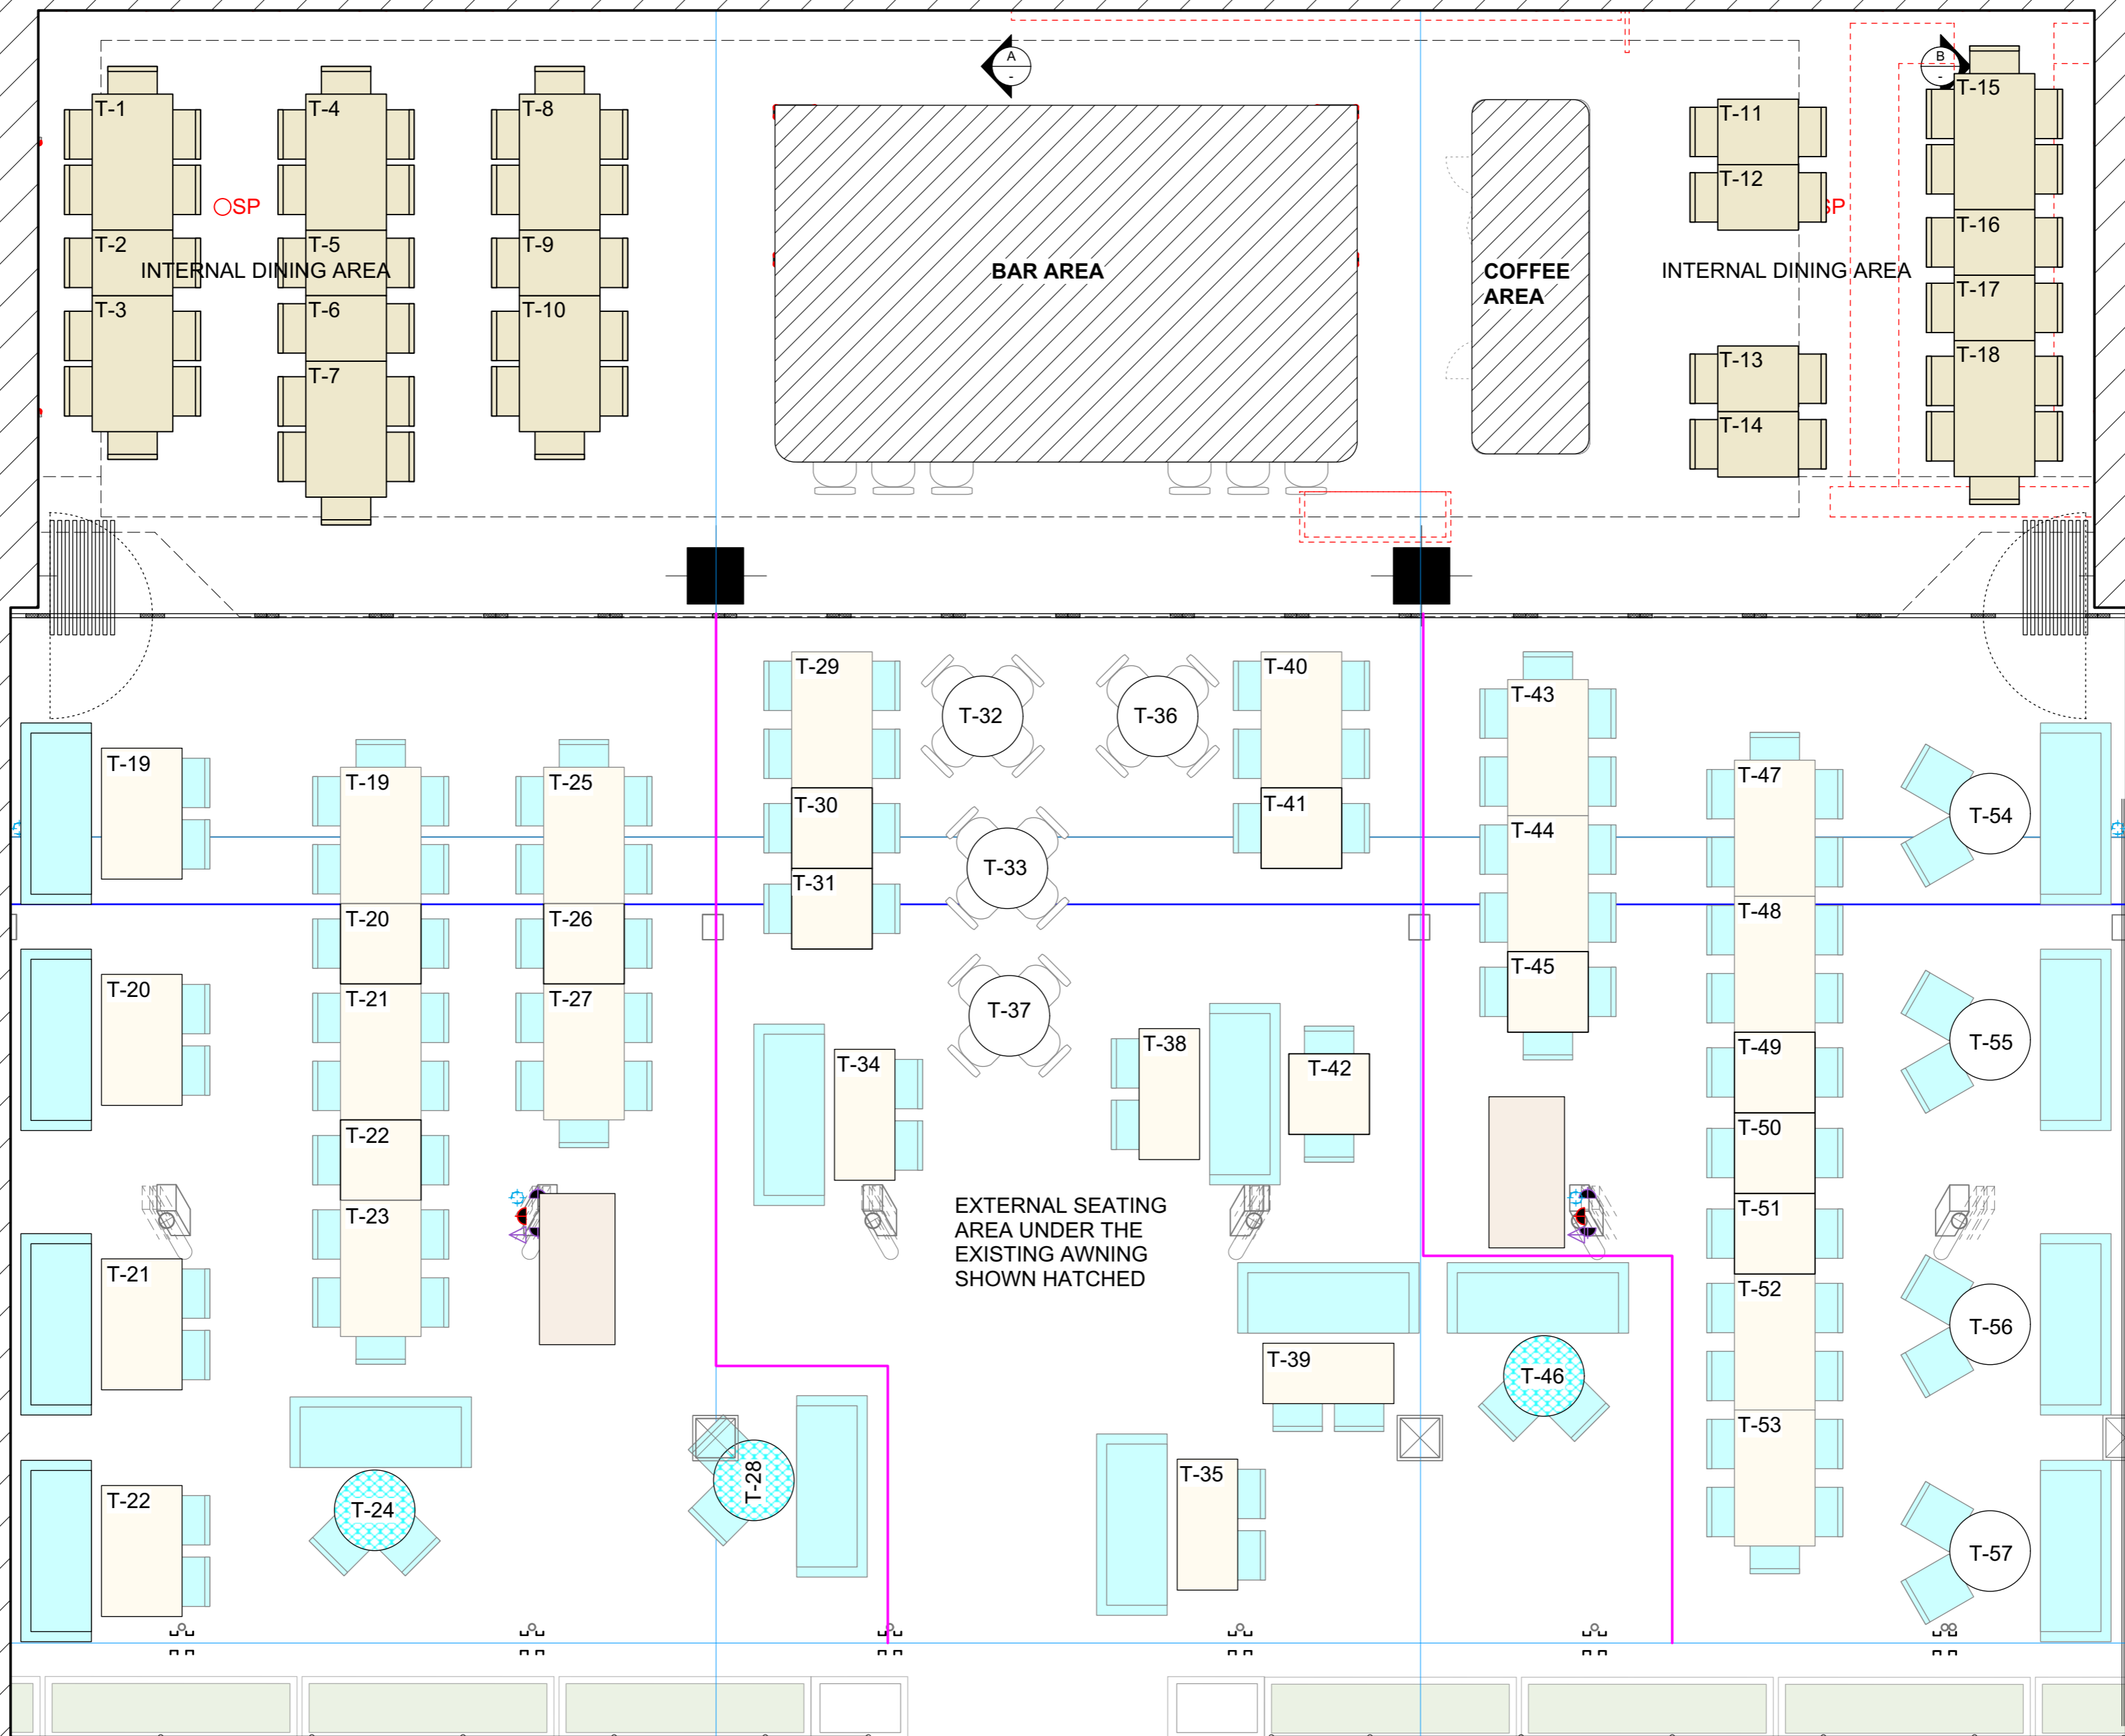 A
-
B
-
T-1
T-4
T-8
T-15
T-11
T-12
SP
SP
T-2
T-5
T-9
T-16
INTERNAL DINING AREA
BAR AREA
COFFEE
AREA
INTERNAL DINING AREA
T-3
T-6
T-10
T-17
T-7
T-13
T-18
T-14
T-29
T-40
T-32
T-36
T-43
T-19
T-19
T-25
T-47
T-30
T-41
T-54
T-44
T-33
T-31
T-20
T-26
T-48
T-45
T-20
T-21
T-27
T-37
T-34
T-38
T-42
T-49
T-55
T-22
T-50
T-23
T-51
EXTERNAL SEATING
AREA UNDER THE
EXISTING AWNING
SHOWN HATCHED
T-21
T-52
T-56
T-39
T-46
T-53
T-35
T-28
T-22
T-24
T-57